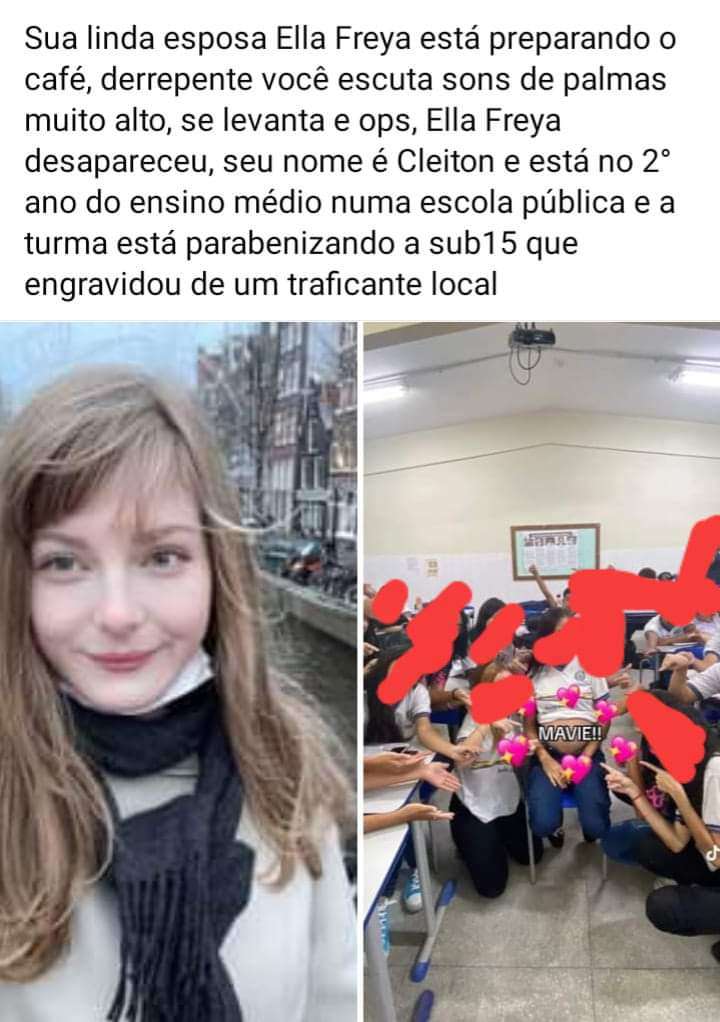 Sua linda esposa Ella Freya está preparando o
café, derrepente você escuta sons de palmas
muito alto, se levanta e ops, Ella Freya
desapareceu, seu nome é Cleiton e está no 2°
ano do ensino médio numa escola pública e a
turma está parabenizando a sub15 que
engravidou de um traficante local
MAVIE!!